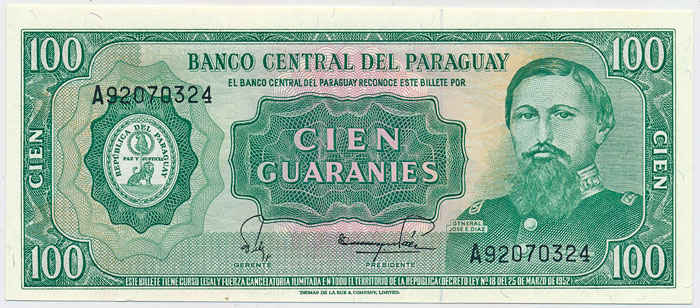 100
100
BANCO CENTRAL DEL PARAGUAY
EL BANCO CENTRAL DEL PARAGUAY RECONOCE ESTE BILLETE POR
A92070324
REPUBLICA DEL PARAGUAY
PAZ Y JUSTICIA
CIEN
CIEN
GUARANIES
CIEN
GENERAL
JOSE E. DIAZ
A92070324
GERENTE
PRESIDENTE
100
100
ESTE BILLETE TIENE CURSO LEGAL Y FUERZA CANCELATORIA ILIMITADA EN TODO EL TERRITORIO DE LA REPUBLICA (DECRETO LEY Nº 18 DEL 25 DE MARZO DE 1952)
THOMAS DE LA RUE & COMPANY, LIMITED.